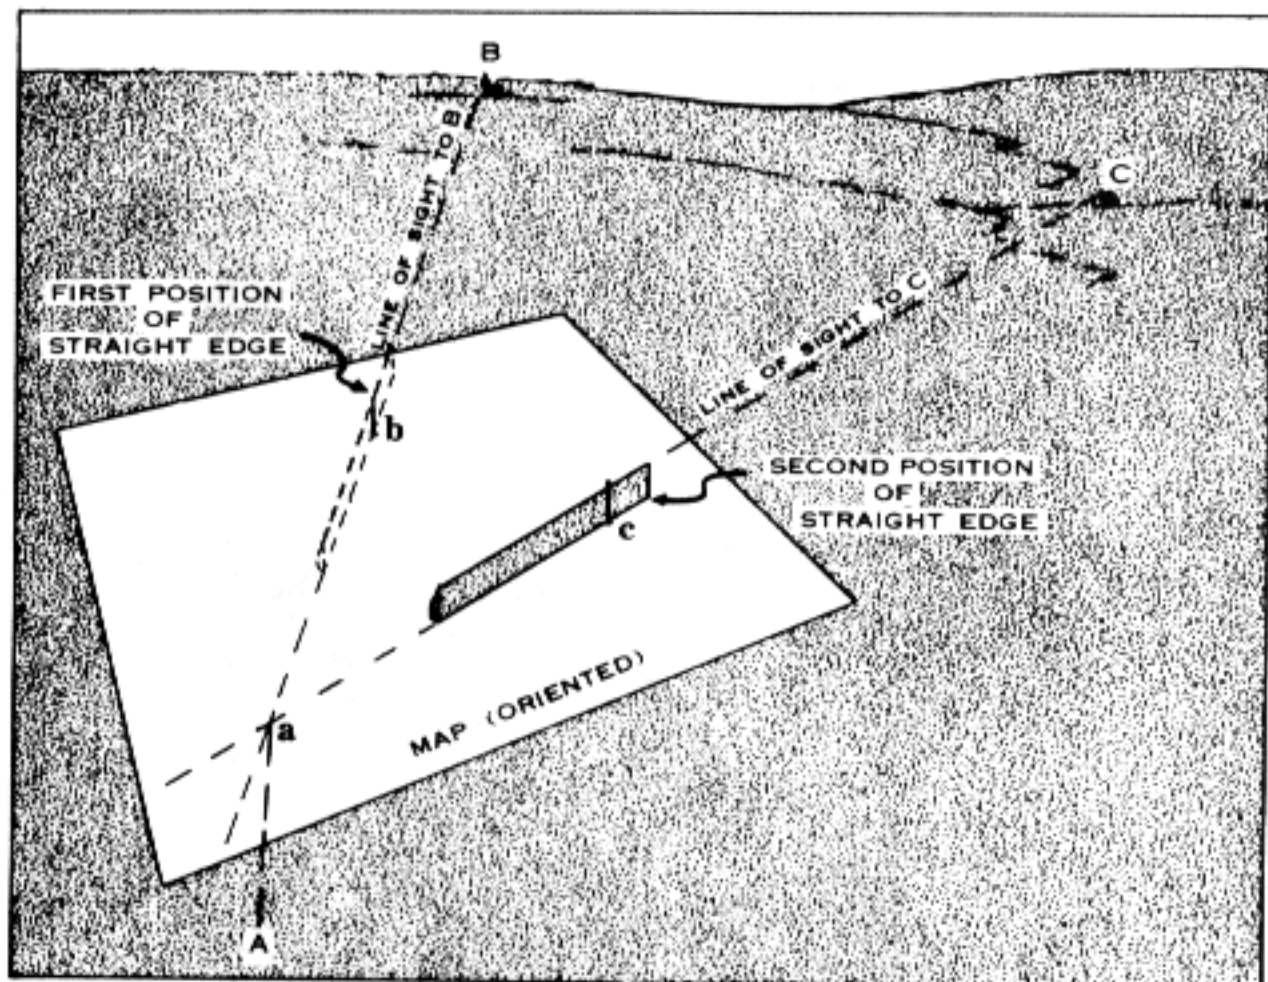 B
LINE OF SIGHT TO B
C
FIRST POSITION
OF
STRAIGHT EDGE
LINE OF SIGHT TO C
b
SECOND POSITION
OF
STRAIGHT EDGE
c
a
MAP (ORIENTED)
A